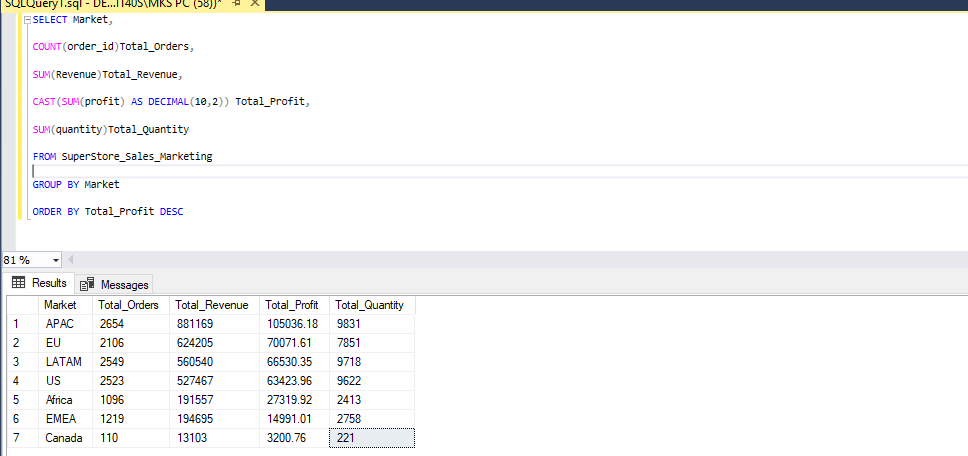 SQLQuery1.sql - DE...IT40S\MKS PC (58))*
SELECT Market,
COUNT(order_id)Total_Orders,
SUM(Revenue)Total_Revenue,
CAST(SUM(profit) AS DECIMAL(10,2)) Total_Profit,
SUM(quantity)Total_Quantity
FROM SuperStore_Sales_Marketing
GROUP BY Market
ORDER BY Total_Profit DESC
81 %
Results Messages
Market Total_Orders Total_Revenue Total_Profit Total_Quantity
1 APAC 2654 881169 105036.18 9831
2 EU 2106 624205 70071.61 7851
3 LATAM 2549 560540 66530.35 9718
4 US 2523 527467 63423.96 9622
5 Africa 1096 191557 27319.92 2413
6 EMEA 1219 194695 14991.01 2758
7 Canada 110 13103 3200.76 221